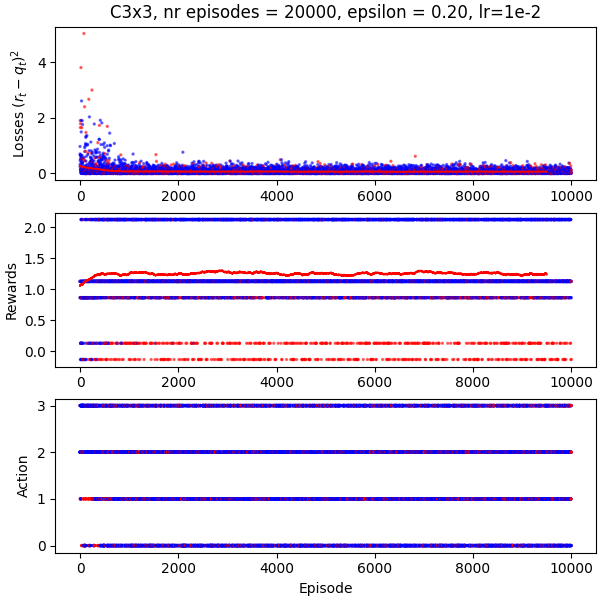 C3x3, nr episodes = 20000, epsilon = 0.20, lr=1e-2
Losses $(r_t - q_t)^2$
4
2
0
0 2000 4000 6000 8000 10000
Rewards
2.0
1.5
1.0
0.5
0.0
0 2000 4000 6000 8000 10000
Action
3
2
1
0
0 2000 4000 6000 8000 10000
Episode